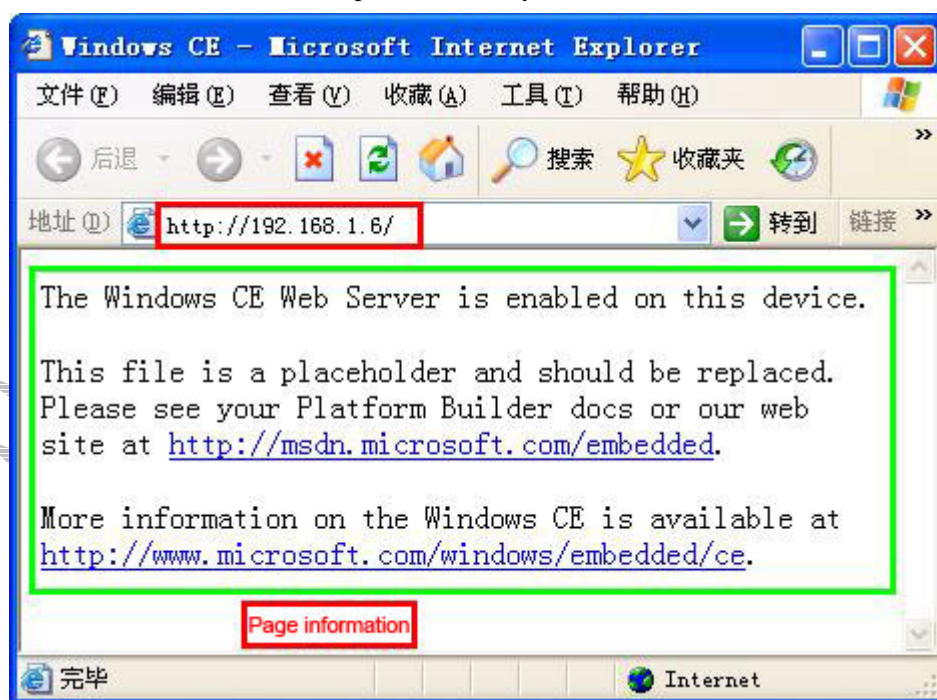 Windows CE - Microsoft Internet Explorer
文件(F) 编辑(E) 查看(V) 收藏(A) 工具(T) 帮助(H)
后退 搜索 收藏夹 »
地址(D) http://192.168.1.6/ 转到 链接 »
The Windows CE Web Server is enabled on this device.
This file is a placeholder and should be replaced.
Please see your Platform Builder docs or our web
site at http://msdn.microsoft.com/embedded.
More information on the Windows CE is available at
http://www.microsoft.com/windows/embedded/ce.
Page information
完毕 Internet